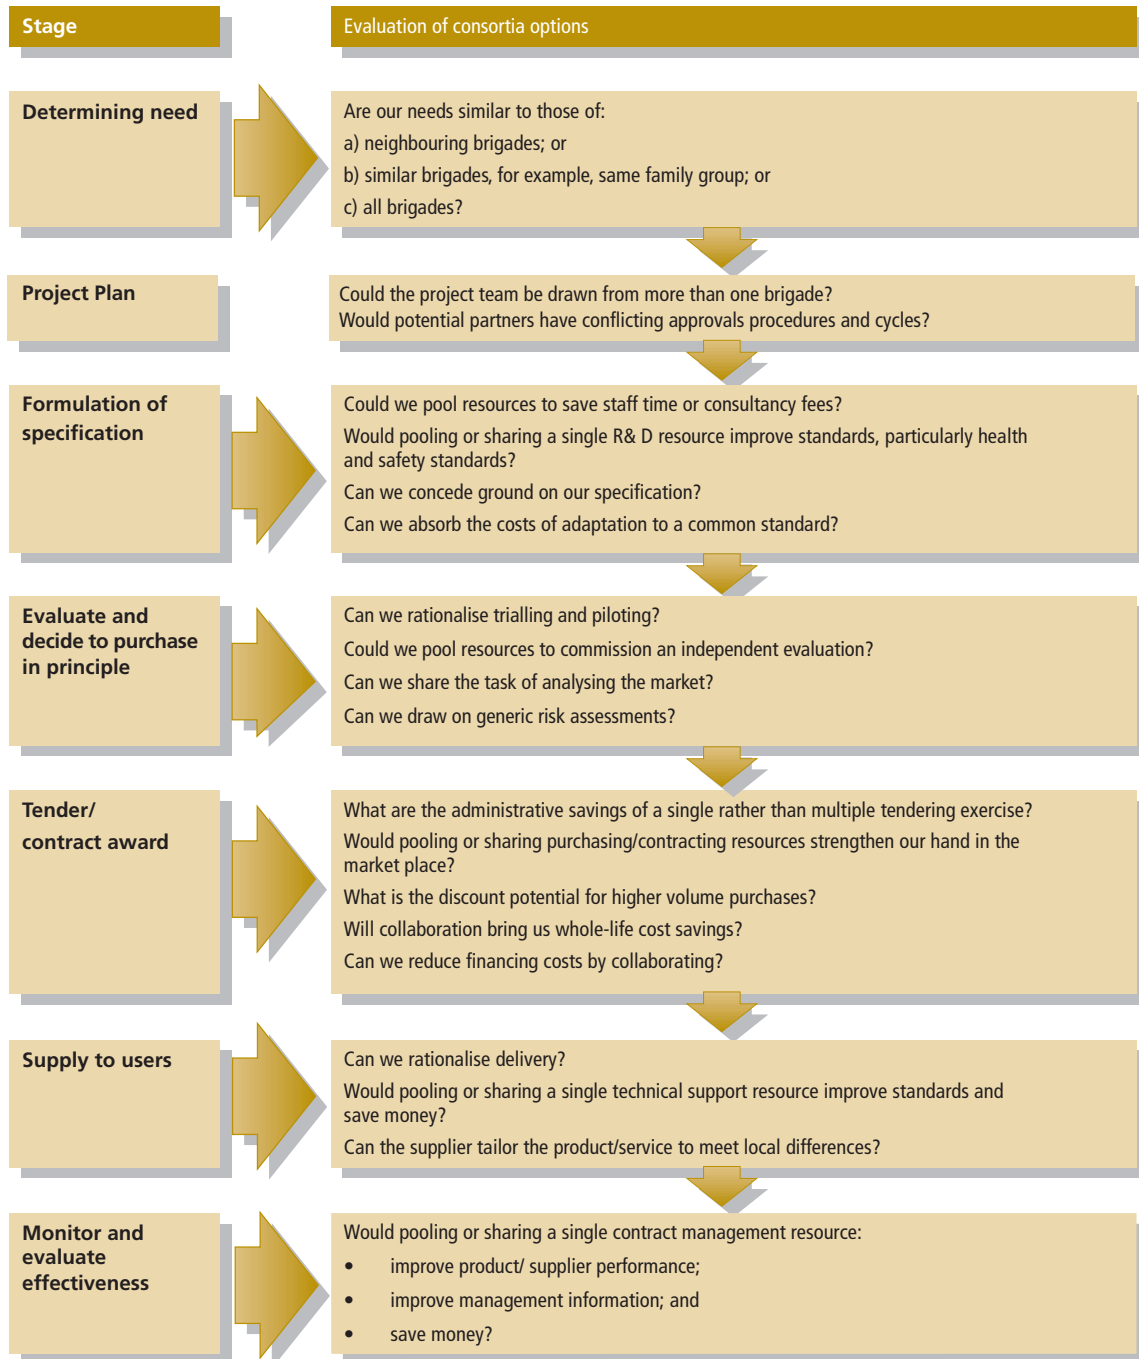 Stage
Evaluation of consortia options
Determining need
Are our needs similar to those of:
a) neighbouring brigades; or
b) similar brigades, for example, same family group; or
c) all brigades?
Project Plan
Could the project team be drawn from more than one brigade?
Would potential partners have conflicting approvals procedures and cycles?
Formulation of
specification
Could we pool resources to save staff time or consultancy fees?
Would pooling or sharing a single R& D resource improve standards, particularly health
and safety standards?
Can we concede ground on our specification?
Can we absorb the costs of adaptation to a common standard?
Evaluate and
decide to purchase
in principle
Can we rationalise trialling and piloting?
Could we pool resources to commission an independent evaluation?
Can we share the task of analysing the market?
Can we draw on generic risk assessments?
Tender/
contract award
What are the administrative savings of a single rather than multiple tendering exercise?
Would pooling or sharing purchasing/contracting resources strengthen our hand in the
market place?
What is the discount potential for higher volume purchases?
Will collaboration bring us whole-life cost savings?
Can we reduce financing costs by collaborating?
Supply to users
Can we rationalise delivery?
Would pooling or sharing a single technical support resource improve standards and
save money?
Can the supplier tailor the product/service to meet local differences?
Monitor and
evaluate
effectiveness
Would pooling or sharing a single contract management resource:
• improve product/ supplier performance;
• improve management information; and
• save money?